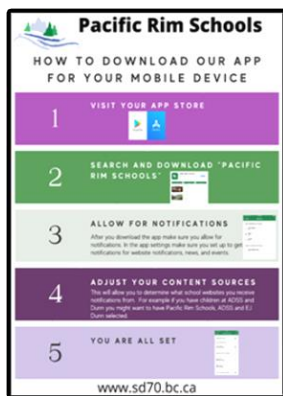 Pacific Rim Schools
HOW TO DOWNLOAD OUR APP
FOR YOUR MOBILE DEVICE
1
VISIT YOUR APP STORE
2
SEARCH AND DOWNLOAD "PACIFIC
RIM SCHOOLS"
3
ALLOW FOR NOTIFICATIONS
After you download the app make sure you allow for
notifications. In the app settings make sure you set up to get
notifications for website notifications, news, and events.
4
ADJUST YOUR CONTENT SOURCES
This will allow you to determine what school websites you receive
notifications from. For example if you have children at ADSS and
Dunn you might want to have Pacific Rim Schools, ADSS and EJ
Dunn selected.
5
YOU ARE ALL SET
www.sd70.bc.ca